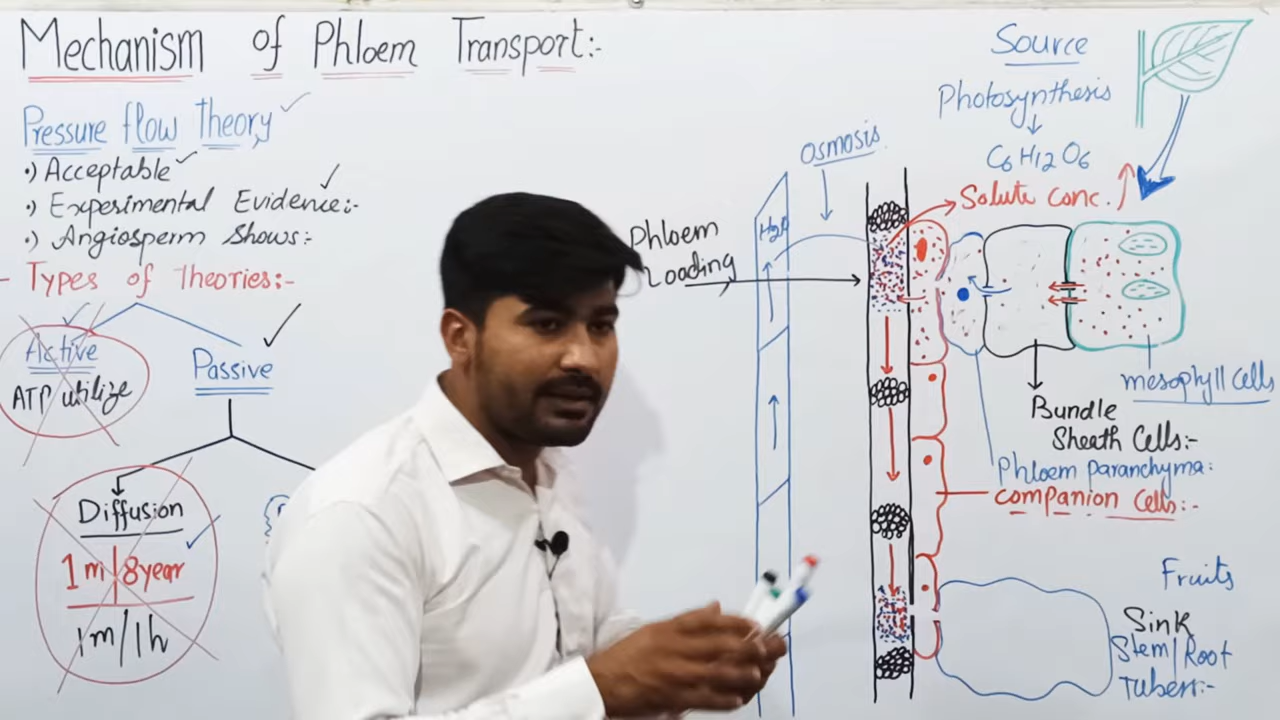 Mechanism of Phloem Transport:-
Pressure flow Theory
•) Acceptable
•) Experimental Evidence:-
•) Angiosperm Shows:-
- Types of Theories:-
Active
ATP utilize
Passive
Diffusion
1m|8year
1m/1h
Phloem
Loading
H2O
Osmosis
Source
Photosynthesis
C6H12O6
Solute Conc.
mesophyll Cells
Bundle
Sheath Cells:-
Phloem paranchyma:
Companion Cells:-
Fruits
Sink
Stem/Root
Tubers:-